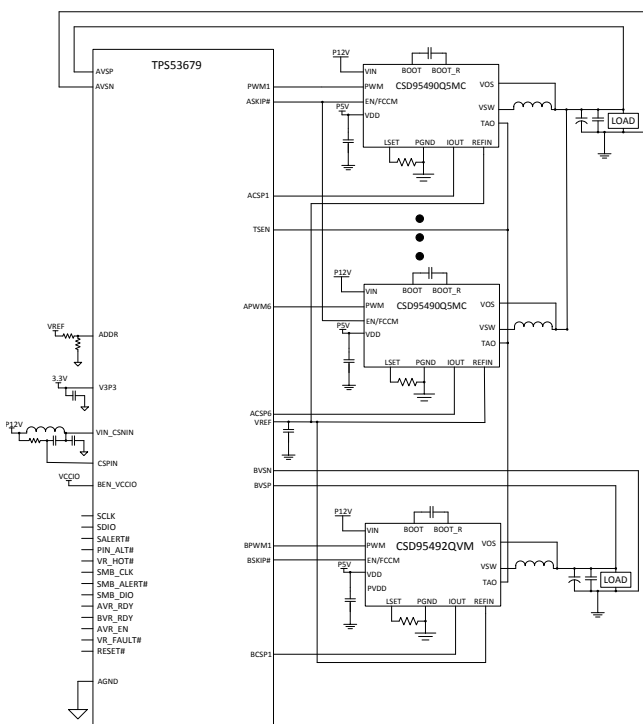 TPS53679
AVSP
AVSN
PWM1
ASKIP#
ACSP1
TSEN
APWM6
VREF
ADDR
3.3V
V3P3
ACSP6
VREF
P12V
VIN_CSNIN
CSPIN
VCCIO
BEN_VCCIO
BVSN
BVSP
SCLK
SDIO
SALERT#
PIN_ALT#
VR_HOT#
SMB_CLK
SMB_ALERT#
SMB_DIO
AVR_RDY
BVR_RDY
AVR_EN
VR_FAULT#
RESET#
BPWM1
BSKIP#
BCSP1
AGND
P12V
VIN
BOOT BOOT_R
CSD95490Q5MC
PWM
EN/FCCM
P5V
VDD
VOS
VSW
TAO
LSET PGND IOUT REFIN
LOAD
P12V
VIN
BOOT BOOT_R
CSD95490Q5MC
PWM
EN/FCCM
P5V
VDD
VOS
VSW
TAO
LSET PGND IOUT REFIN
P12V
VIN
BOOT BOOT_R
CSD95492QVM
PWM
EN/FCCM
P5V
VDD
PVDD
VOS
VSW
TAO
LSET PGND IOUT REFIN
LOAD